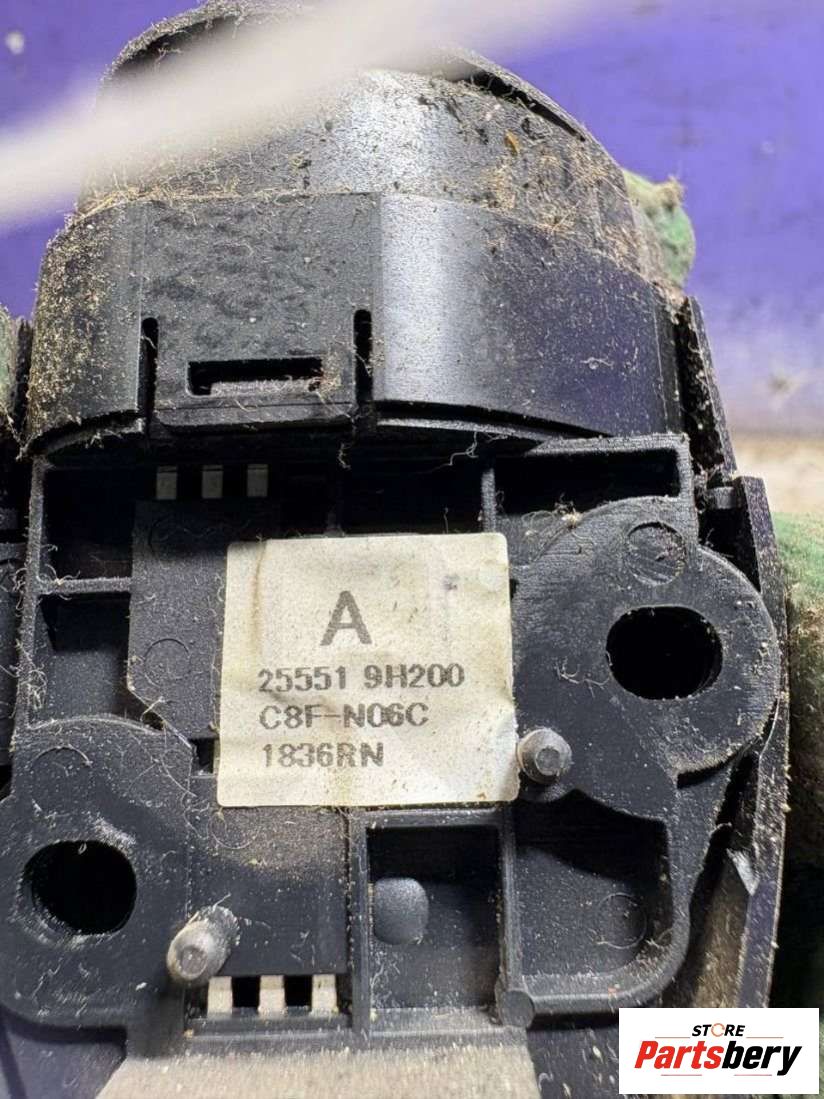 A
25551 9H200
C8F-N06C
1836RN
STORE
Partsbery